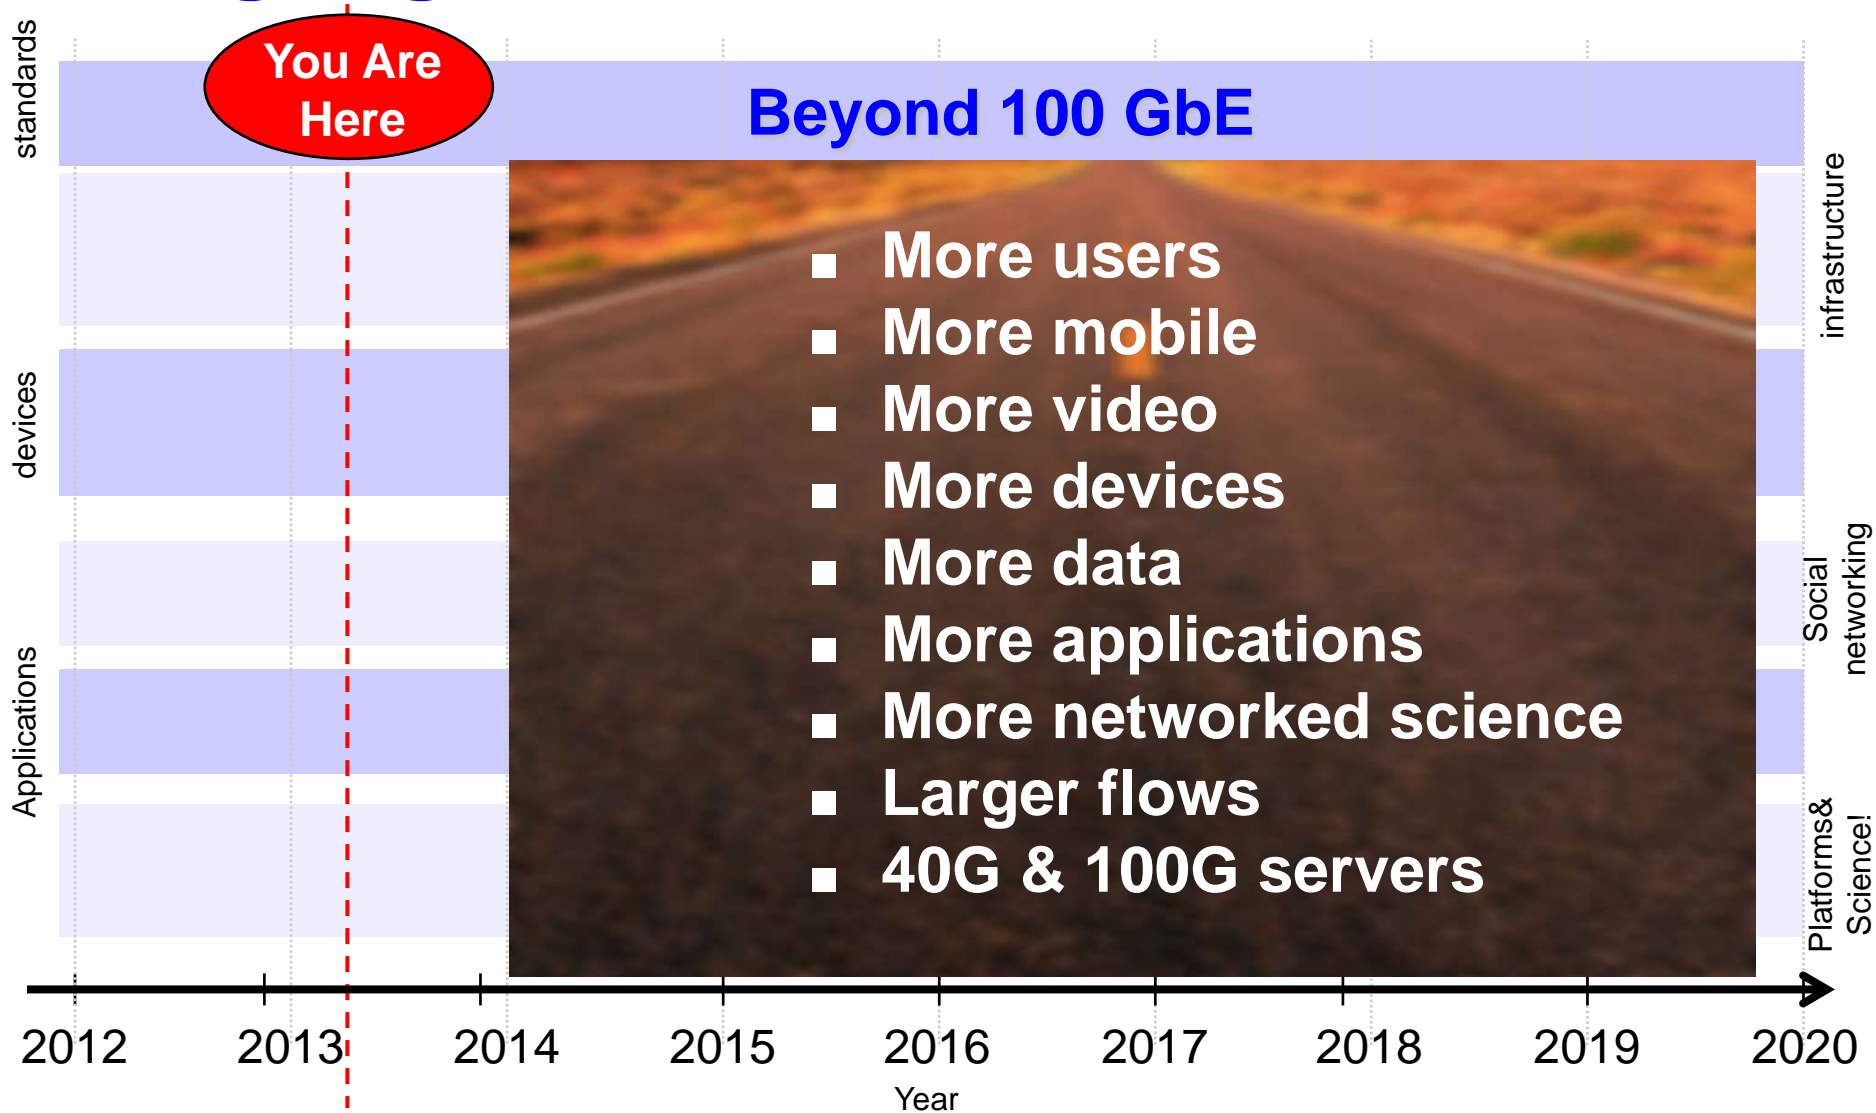 You Are
Here
Beyond 100 GbE
standards
devices
Applications
infrastructure
Social
networking
Platforms&
Science!
More users
More mobile
More video
More devices
More data
More applications
More networked science
Larger flows
40G & 100G servers
2012 2013 2014 2015 2016 2017 2018 2019 2020
Year